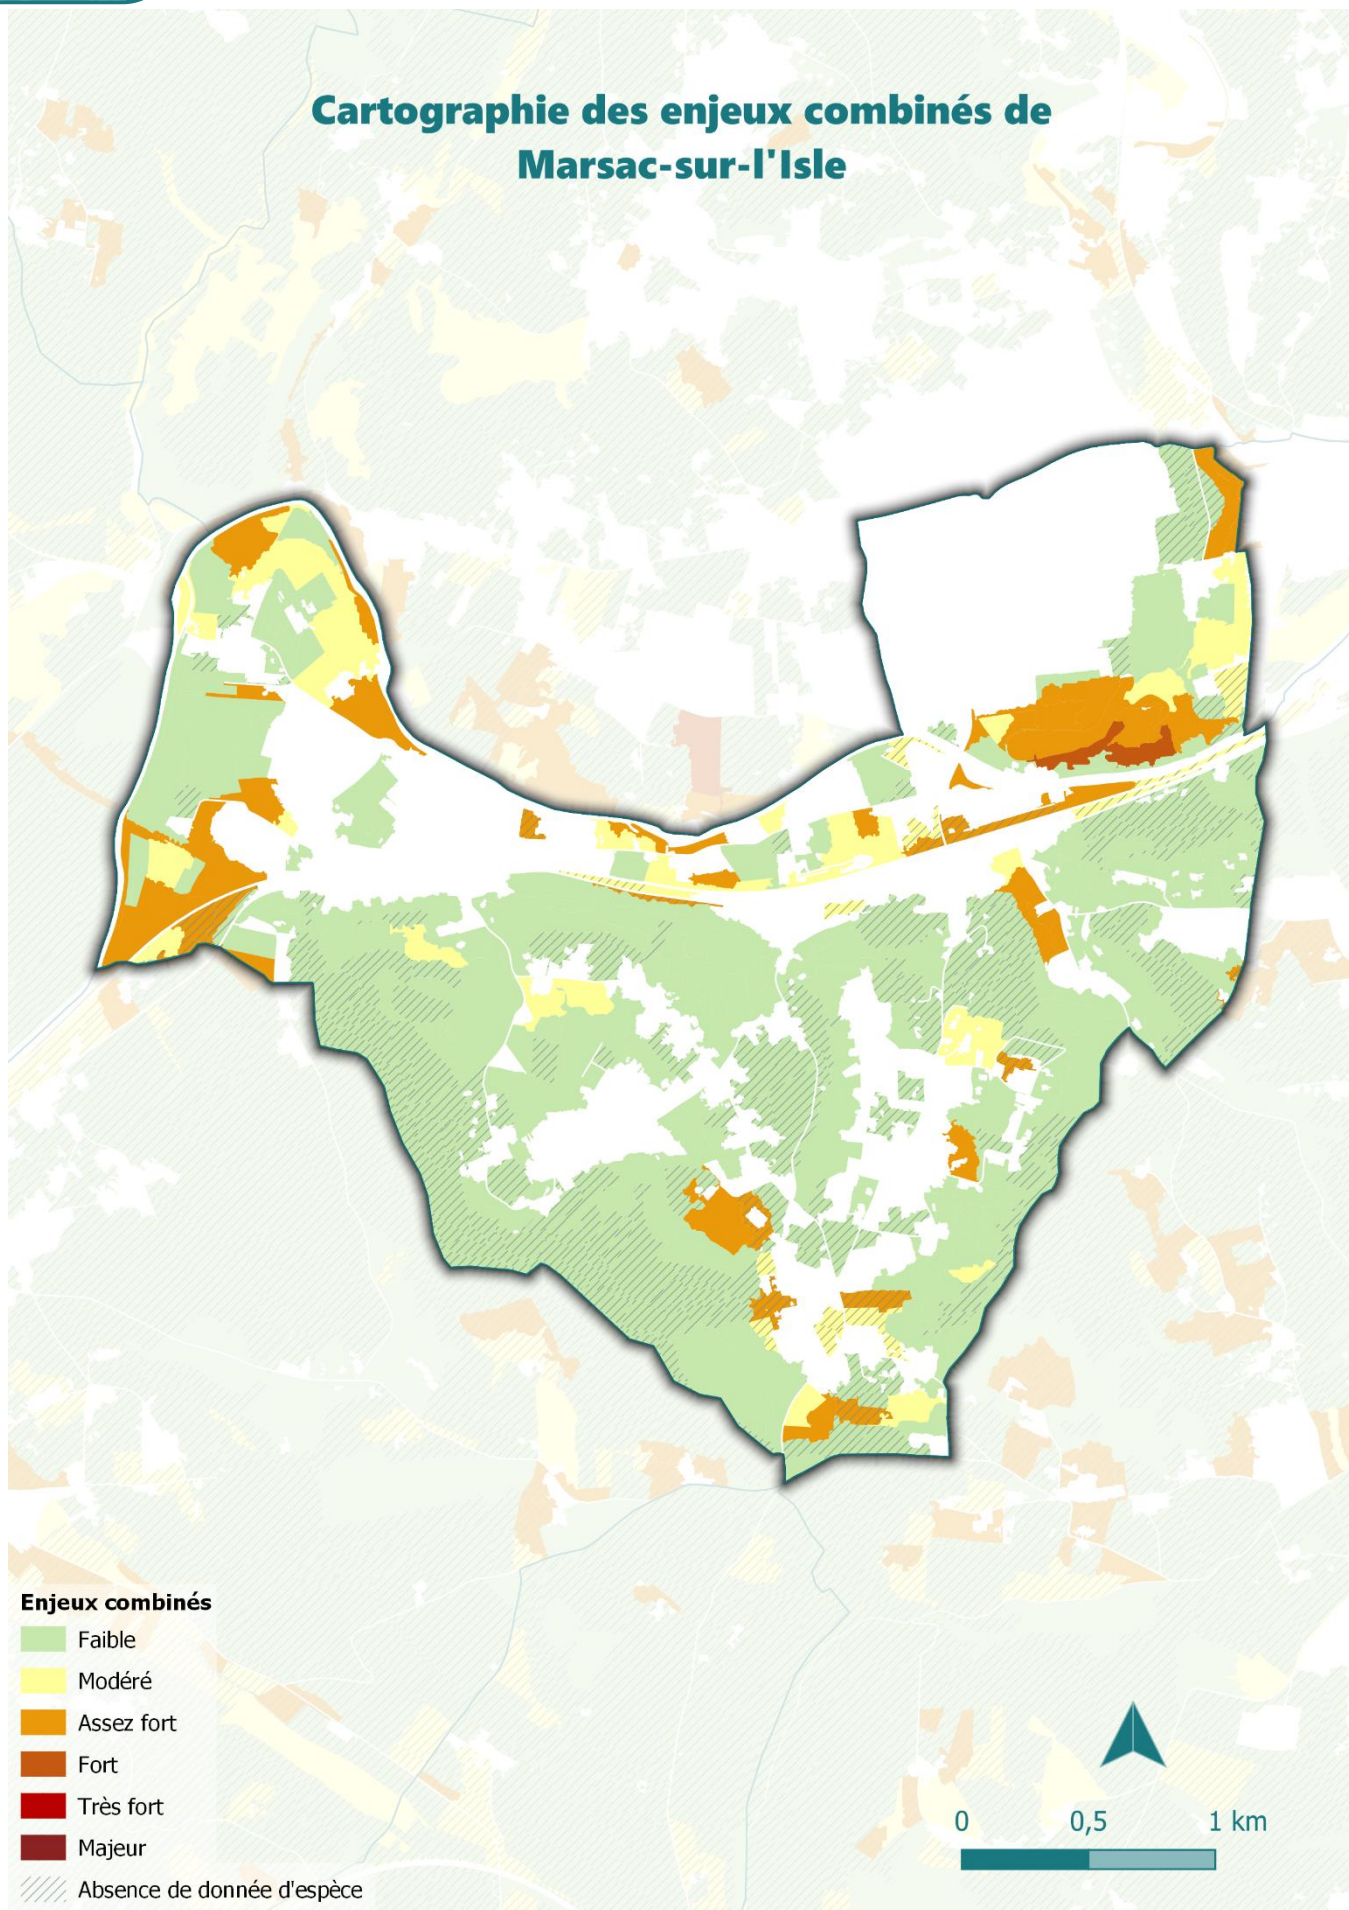 Cartographie des enjeux combinés de
Marsac-sur-l'Isle
Enjeux combinés
Faible
Modéré
Assez fort
Fort
Très fort
Majeur
Absence de donnée d'espèce
0 0,5 1 km